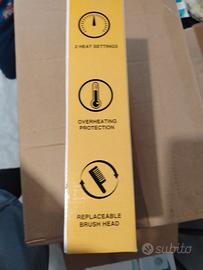 2 HEAT SETTINGS
OVERHEATING
PROTECTION
REPLACEABLE
BRUSH HEAD
subito